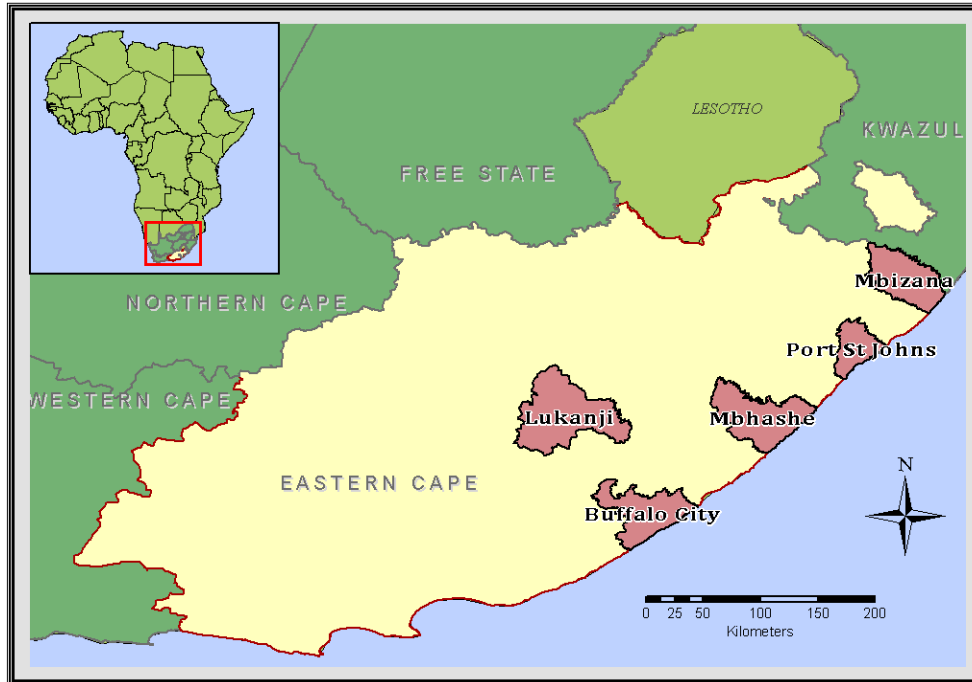 LESOTHO
KWAZUL
FREE STATE
Mbizana
NORTHERN CAPE
Port St Johns
WESTERN CAPE
Lukanji
Mbhashe
EASTERN CAPE
N
Buffalo City
0 25 50 100 150 200
Kilometers